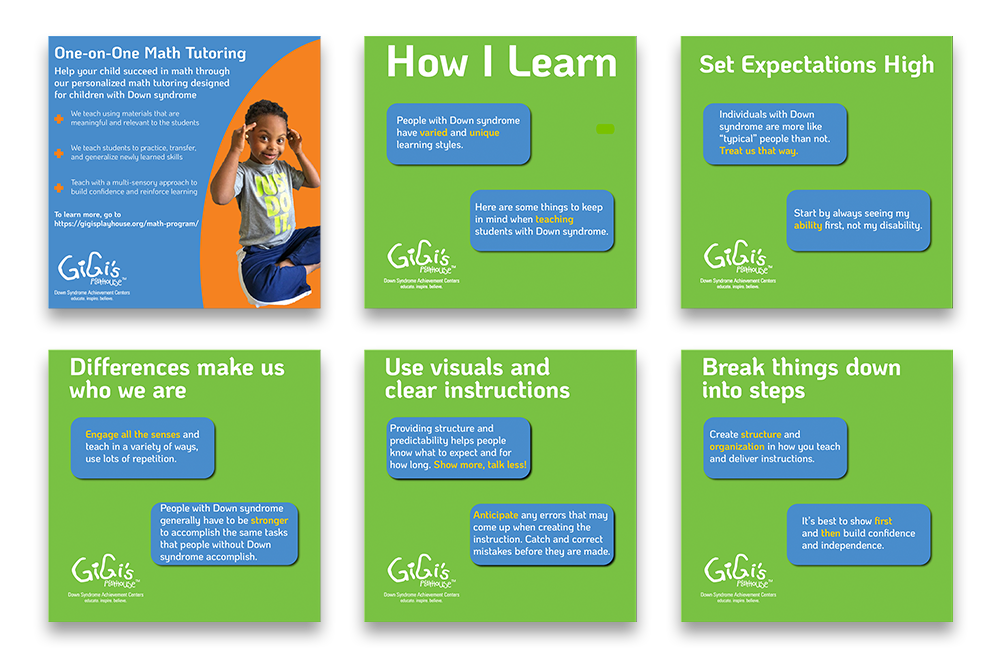 One-on-One Math Tutoring
Help your child succeed in math through
our personalized math tutoring designed
for children with Down syndrome
We teach using materials that are
meaningful and relevant to the students
We teach students to practice, transfer,
and generalize newly learned skills
Teach with a multi-sensory approach to
build confidence and reinforce learning
To learn more, go to
https://gigisplayhouse.org/math-program/
JUST
DO
IT.
GiGi's
PLAYHOUSE™
Down Syndrome Achievement Centers
educate. inspire. believe.
How I Learn
People with Down syndrome
have varied and unique
learning styles.
Here are some things to keep
in mind when teaching
students with Down syndrome.
GiGi's
PLAYHOUSE™
Down Syndrome Achievement Centers
educate. inspire. believe.
Set Expectations High
Individuals with Down
syndrome are more like
"typical" people than not.
Treat us that way.
Start by always seeing my
ability first, not my disability.
GiGi's
PLAYHOUSE™
Down Syndrome Achievement Centers
educate. inspire. believe.
Differences make us
who we are
Engage all the senses and
teach in a variety of ways,
use lots of repetition.
People with Down syndrome
generally have to be stronger
to accomplish the same tasks
that people without Down
syndrome accomplish.
GiGi's
PLAYHOUSE™
Down Syndrome Achievement Centers
educate. inspire. believe.
Use visuals and
clear instructions
Providing structure and
predictability helps people
know what to expect and for
how long. Show more, talk less!
Anticipate any errors that may
come up when creating the
instruction. Catch and correct
mistakes before they are made.
GiGi's
PLAYHOUSE™
Down Syndrome Achievement Centers
educate. inspire. believe.
Break things down
into steps
Create structure and
organization in how you teach
and deliver instructions.
It's best to show first
and then build confidence
and independence.
GiGi's
PLAYHOUSE™
Down Syndrome Achievement Centers
educate. inspire. believe.